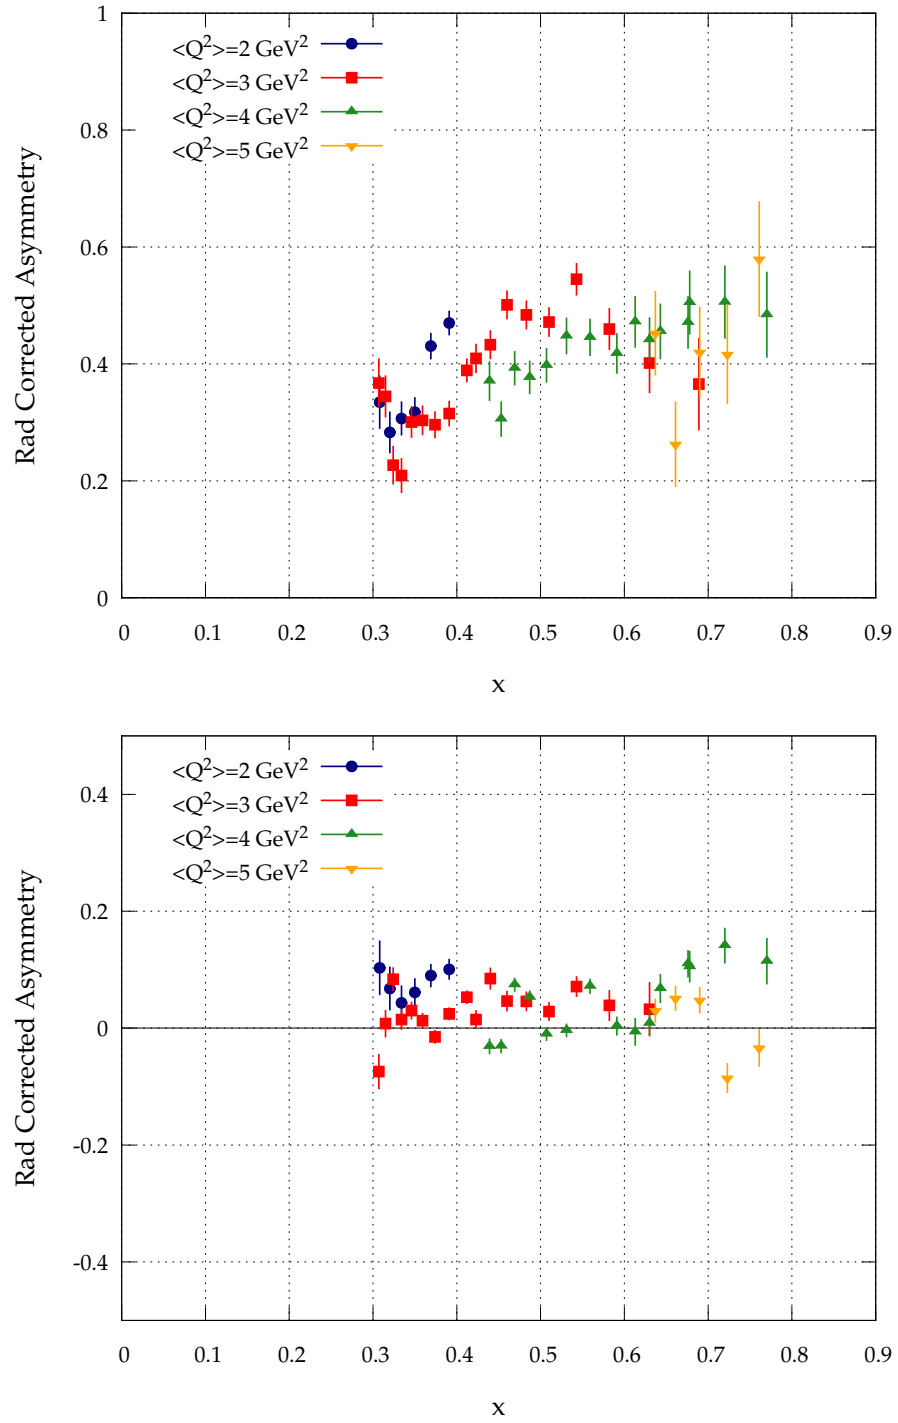 1
0.8
0.6
0.4
0.2
0
Rad Corrected Asymmetry
<Q²>=2 GeV²
<Q²>=3 GeV²
<Q²>=4 GeV²
<Q²>=5 GeV²
0 0.1 0.2 0.3 0.4 0.5 0.6 0.7 0.8 0.9
x
0.4
0.2
0
-0.2
-0.4
Rad Corrected Asymmetry
<Q²>=2 GeV²
<Q²>=3 GeV²
<Q²>=4 GeV²
<Q²>=5 GeV²
0 0.1 0.2 0.3 0.4 0.5 0.6 0.7 0.8 0.9
x